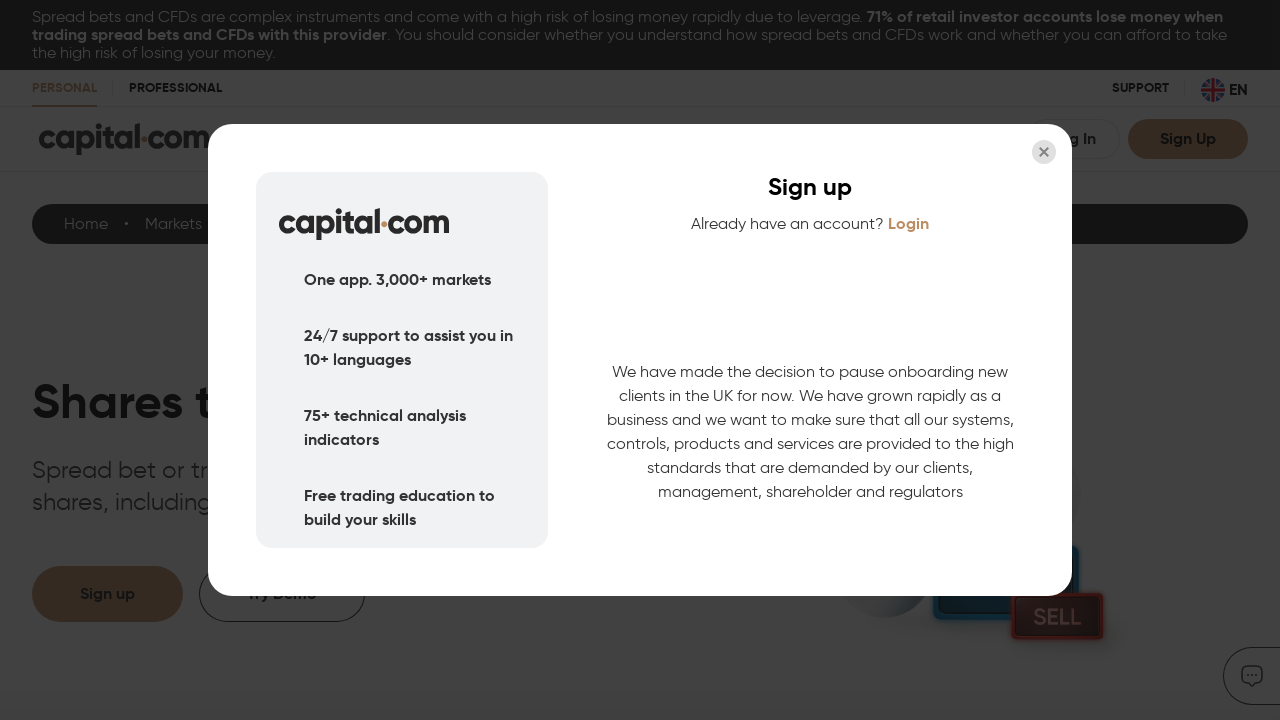 Spread bets and CFDs are complex instruments and come with a high risk of losing money rapidly due to leverage. 71% of retail investor accounts lose money when
trading spread bets and CFDs with this provider. You should consider whether you understand how spread bets and CFDs work and whether you can afford to take
the high risk of losing your money.
PERSONAL PROFESSIONAL SUPPORT EN
capital.com Sign Up
Home • Markets
Sign up
Already have an account? Login
capital.com
One app. 3,000+ markets
24/7 support to assist you in
10+ languages
75+ technical analysis
indicators
Free trading education to
build your skills
We have made the decision to pause onboarding new
clients in the UK for now. We have grown rapidly as a
business and we want to make sure that all our systems,
controls, products and services are provided to the high
standards that are demanded by our clients,
management, shareholder and regulators
Shares
Spread bet or
shares, including
Sign up Try Demo
SELL